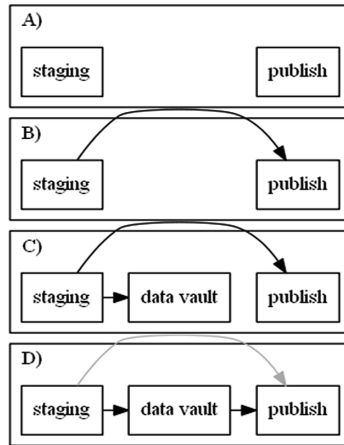 A)
staging publish
B)
staging publish
C)
staging data vault publish
D)
staging data vault publish